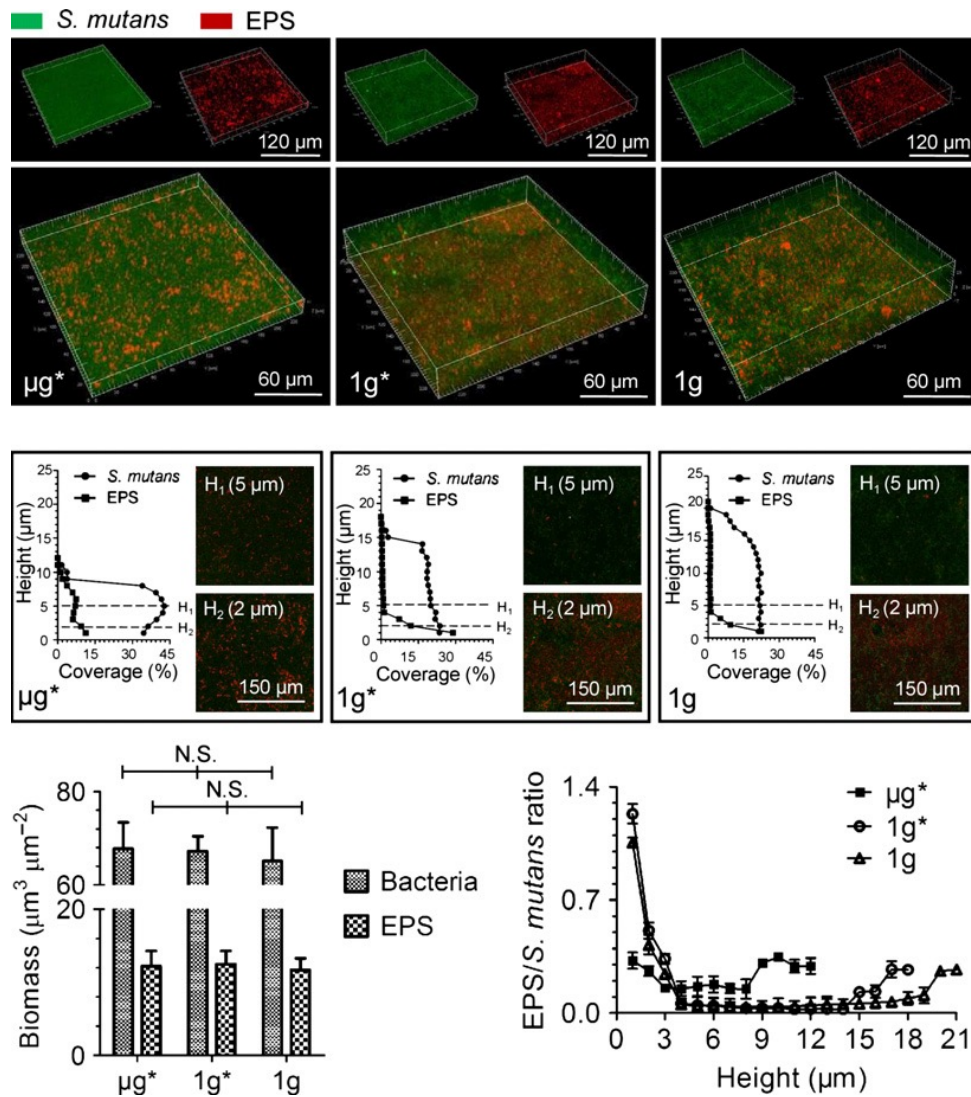 S. mutans EPS
120 µm 120 µm 120 µm
µg* 60 µm 1g* 60 µm 1g 60 µm
25 20 15 10 5 0
Height (µm)
S. mutans
EPS
H1 (5 µm)
H1
H2
H2 (2 µm)
0 15 30 45
Coverage (%)
150 µm
µg*
25 20 15 10 5 0
Height (µm)
S. mutans
EPS
H1 (5 µm)
H1
H2
H2 (2 µm)
0 15 30 45
Coverage (%)
150 µm
1g*
25 20 15 10 5 0
Height (µm)
S. mutans
EPS
H1 (5 µm)
H1
H2
H2 (2 µm)
0 15 30 45
Coverage (%)
150 µm
1g
N.S.
N.S.
80
60
20
0
Biomass (µm³ µm⁻²)
Bacteria
EPS
µg* 1g* 1g
1.4
0.7
0.0
EPS/S. mutans ratio
µg*
1g*
1g
0 3 6 9 12 15 18 21
Height (µm)